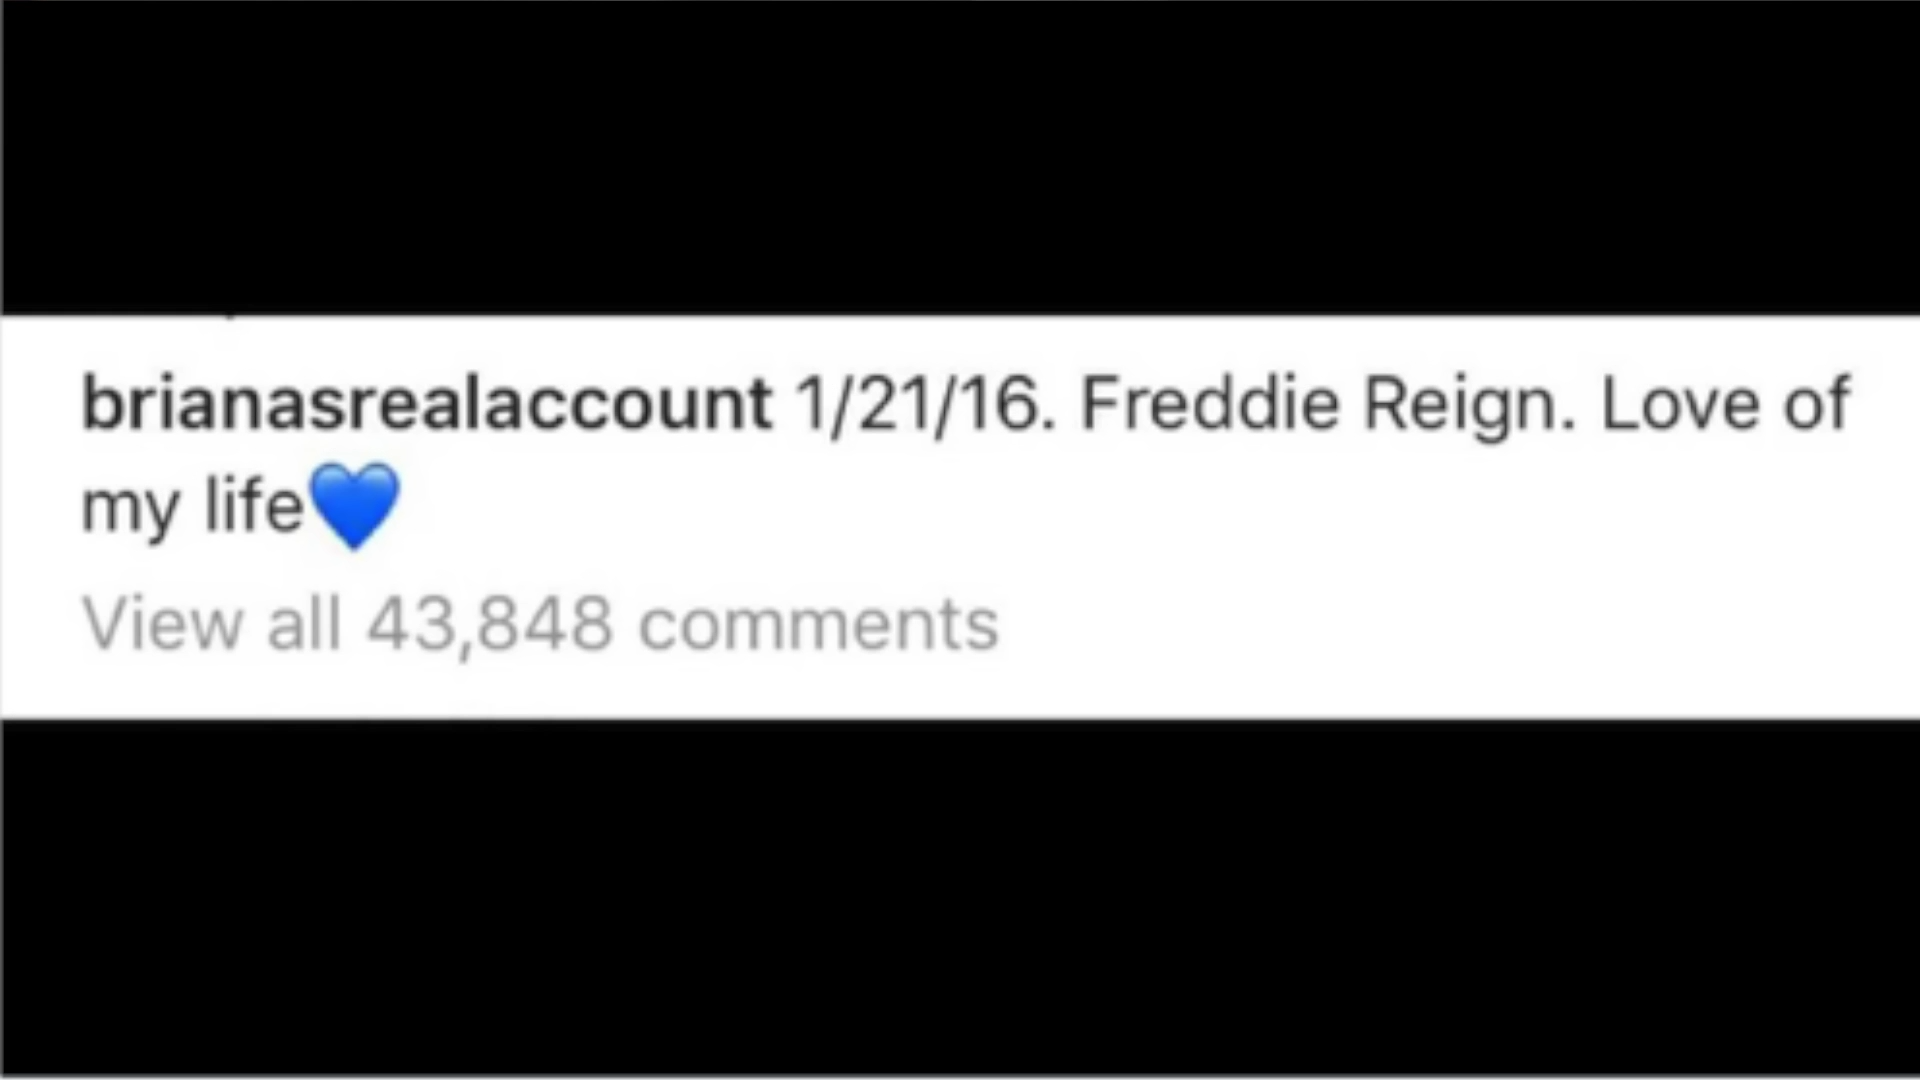 brianasrealaccount 1/21/16. Freddie Reign. Love of
my life💙
View all 43,848 comments